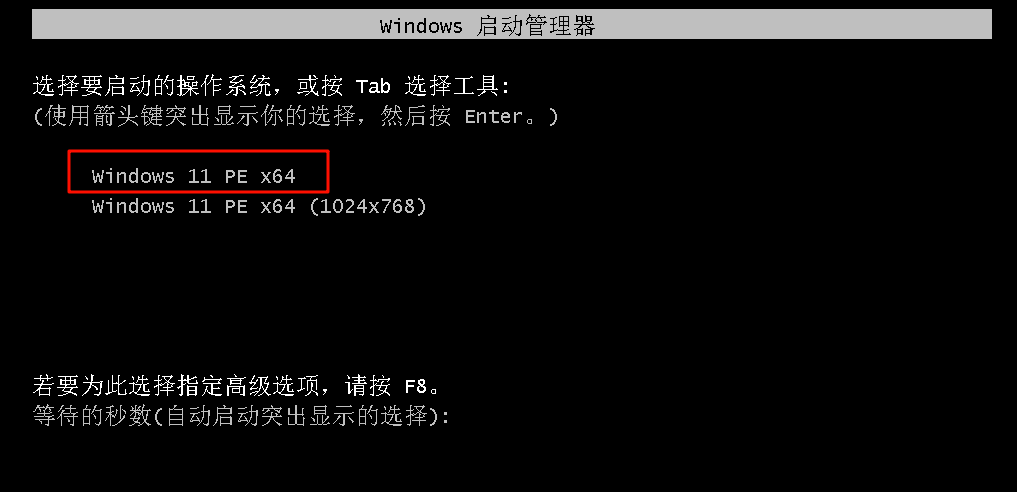 Windows 启动管理器
选择要启动的操作系统，或按 Tab 选择工具:
(使用箭头键突出显示你的选择，然后按 Enter。)
Windows 11 PE x64
Windows 11 PE x64 (1024x768)
若要为此选择指定高级选项，请按 F8。
等待的秒数(自动启动突出显示的选择):